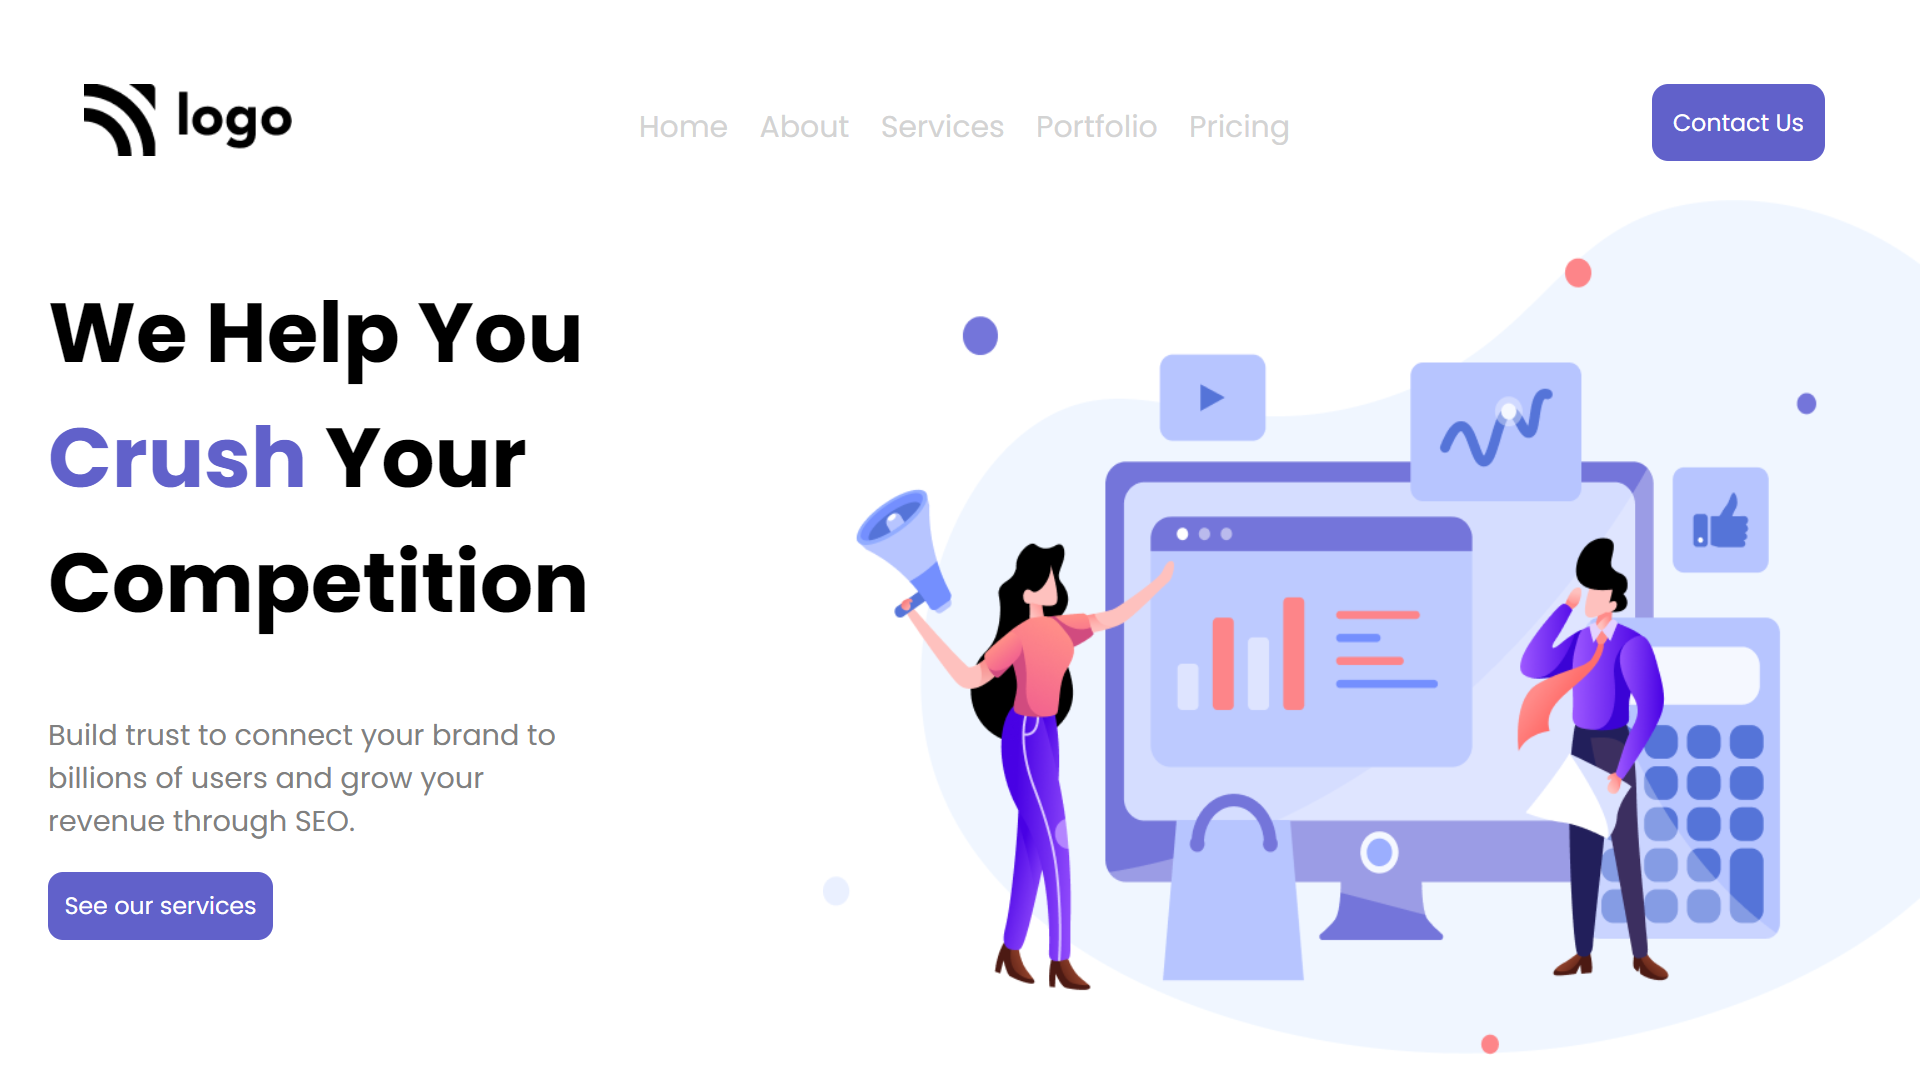 logo
Home About Services Portfolio Pricing
Contact Us
We Help You
Crush Your
Competition
Build trust to connect your brand to
billions of users and grow your
revenue through SEO.
See our services